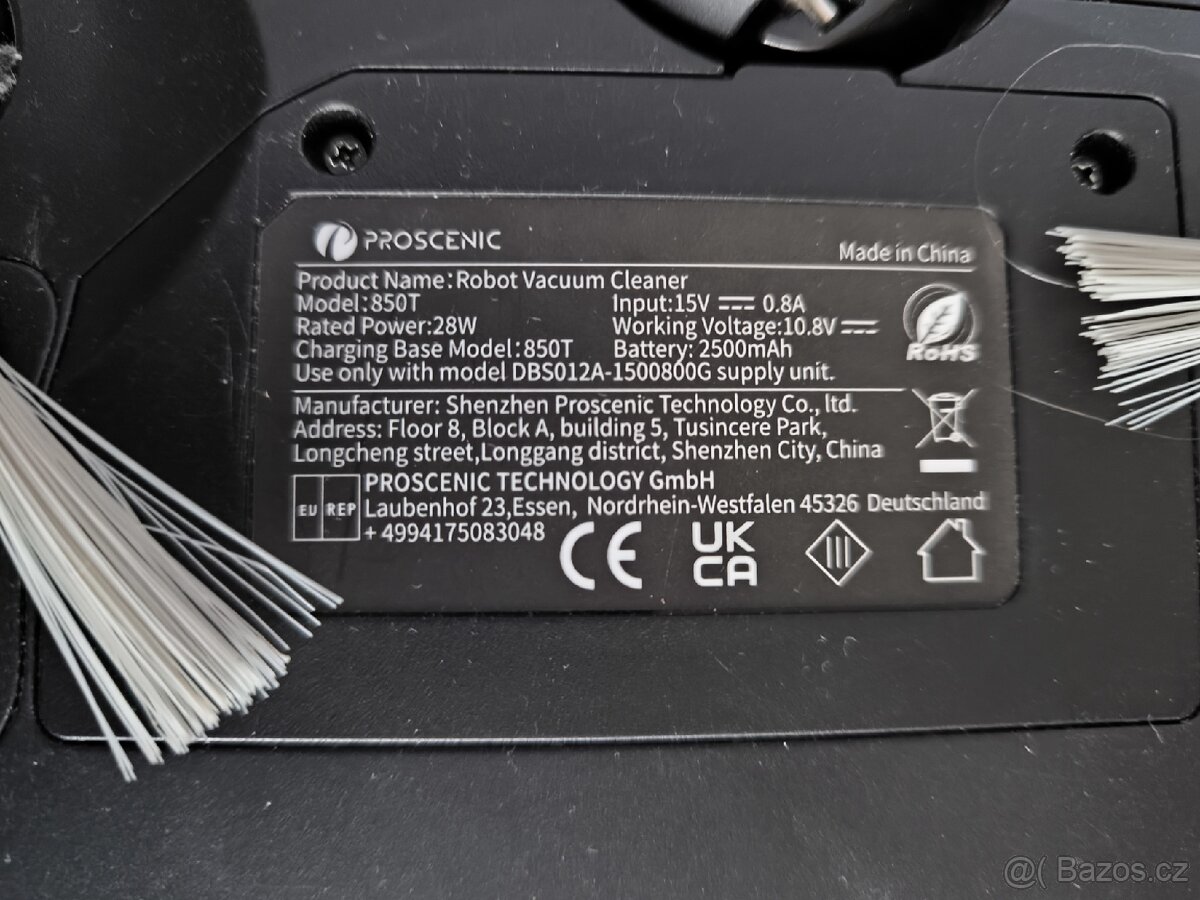 PROSCENIC
Made in China
Product Name: Robot Vacuum Cleaner
Model:850T Input:15V 0.8A
Rated Power:28W Working Voltage:10.8V
Charging Base Model:850T Battery: 2500mAh
Use only with model DBS012A-1500800G supply unit.
RoHS
Manufacturer: Shenzhen Proscenic Technology Co., ltd.
Address: Floor 8, Block A, building 5, Tusincere Park,
Longcheng street,Longgang district, Shenzhen City, China
EU REP
PROSCENIC TECHNOLOGY GmbH
Laubenhof 23,Essen, Nordrhein-Westfalen 45326 Deutschland
+4994175083048
CE UK CA III
@( Bazos.cz